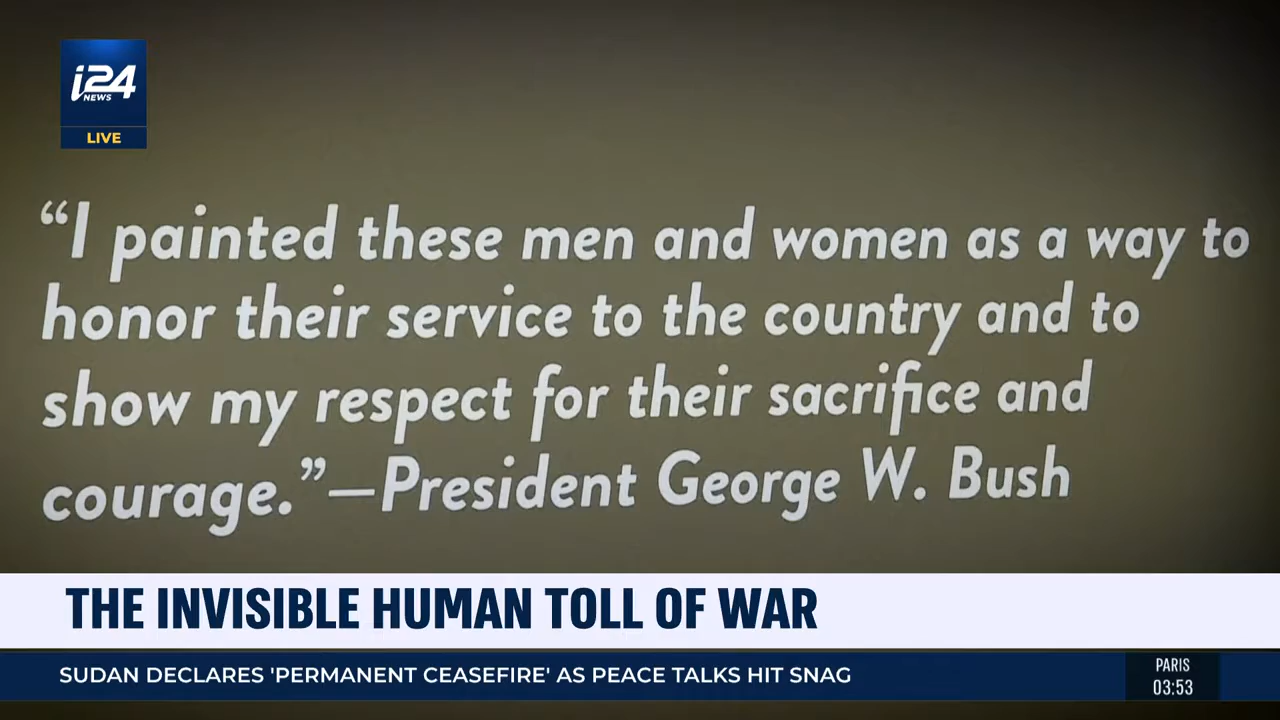 i24
NEWS
LIVE
“I painted these men and women as a way to
honor their service to the country and to
show my respect for their sacrifice and
courage.”—President George W. Bush
THE INVISIBLE HUMAN TOLL OF WAR
SUDAN DECLARES 'PERMANENT CEASEFIRE' AS PEACE TALKS HIT SNAG
PARIS
03:53